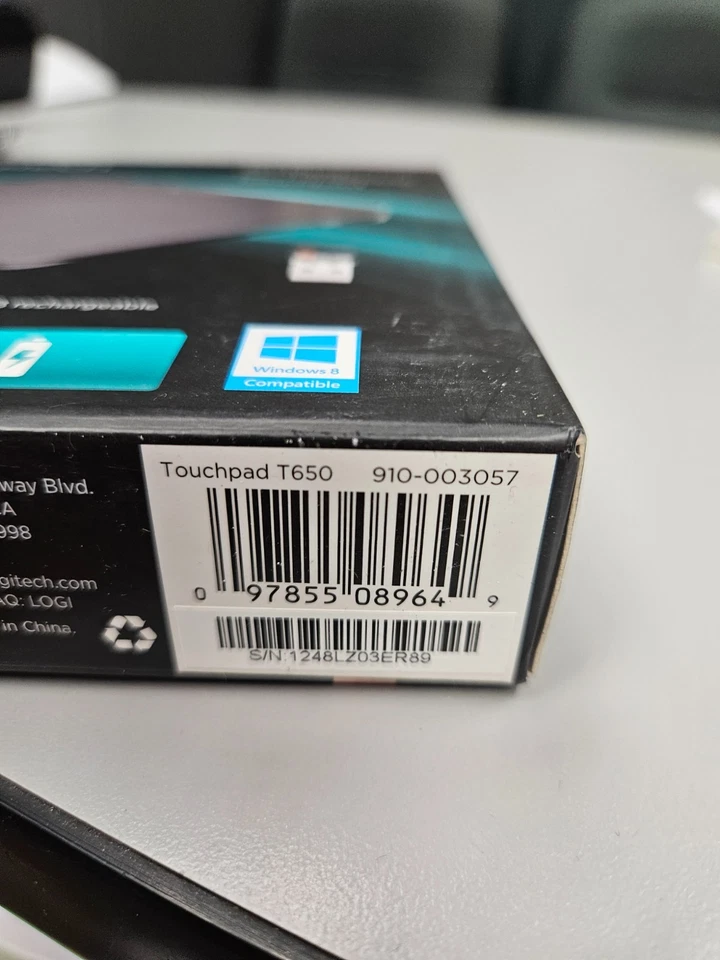 rechargeable
Windows 8
Compatible
Touchpad T650 910-003057
way Blvd.
A
998
gitech.com
AQ: LOGI
in China.
0 97855 08964 9
S/N:1248LZ03ER89